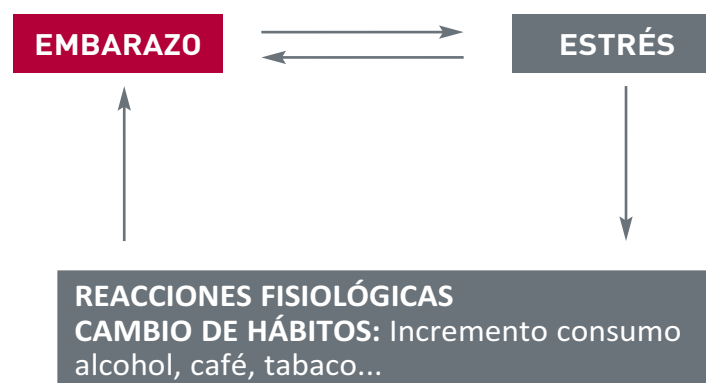 EMBARAZO
ESTRÉS
REACCIONES FISIOLÓGICAS
CAMBIO DE HÁBITOS: Incremento consumo
alcohol, café, tabaco...